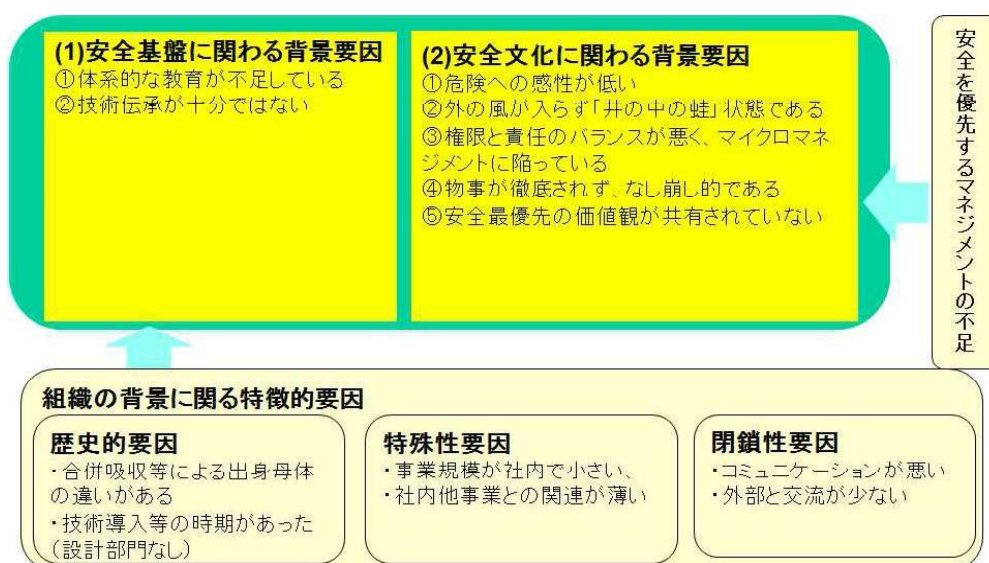 (1)安全基盤に関わる背景要因
①体系的な教育が不足している
②技術伝承が十分ではない
(2)安全文化に関わる背景要因
①危険への感性が低い
②外の風が入らず「井の中の蛙」状態である
③権限と責任のバランスが悪く、マイクロマネ
ジメントに陥っている
④物事が徹底されず、なし崩し的である
⑤安全最優先の価値観が共有されていない
安全を優先するマネジメントの不足
組織の背景に関る特徴的要因
歴史的要因
・合併吸収等による出身母体
の違いがある
・技術導入等の時期があった
(設計部門なし)
特殊性要因
・事業規模が社内で小さい、
・社内他事業との関連が薄い
閉鎖性要因
・コミュニケーションが悪い
・外部と交流が少ない